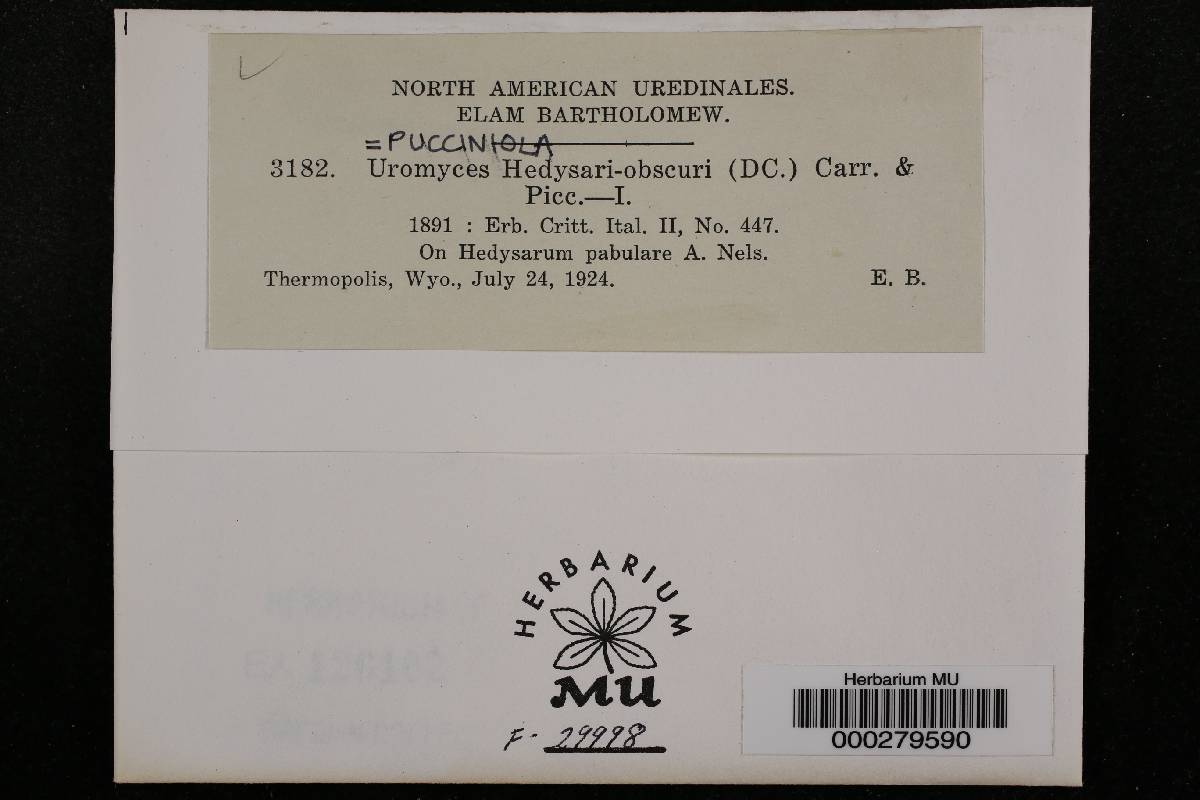 NORTH AMERICAN UREDINALES.
ELAM BARTHOLOMEW.
= PUCCINIOLA
3182. Uromyces Hedysari-obscuri (DC.) Carr. &
Picc.—I.
1891 : Erb. Critt. Ital. II, No. 447.
On Hedysarum pabulare A. Nels.
Thermopolis, Wyo., July 24, 1924. E. B.
HERBARIUM
MU
F- 29998
Herbarium MU
000279590